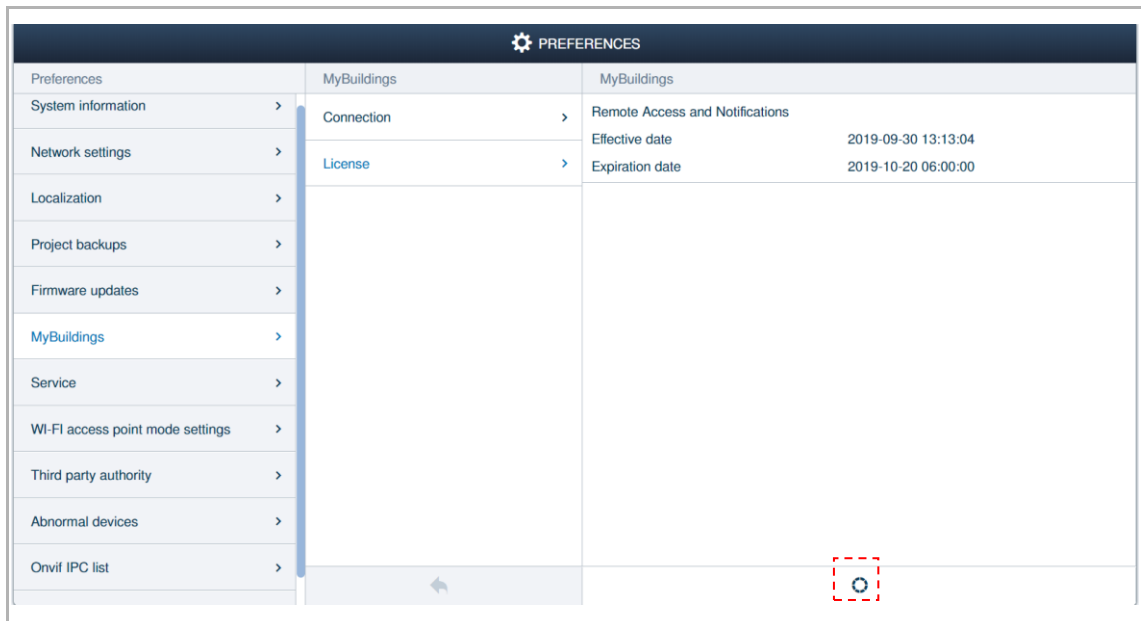 PREFERENCES
Preferences
System information
Network settings
Localization
Project backups
Firmware updates
MyBuildings
Service
WI-FI access point mode settings
Third party authority
Abnormal devices
Onvif IPC list
MyBuildings
Connection
License
MyBuildings
Remote Access and Notifications
Effective date 2019-09-30 13:13:04
Expiration date 2019-10-20 06:00:00